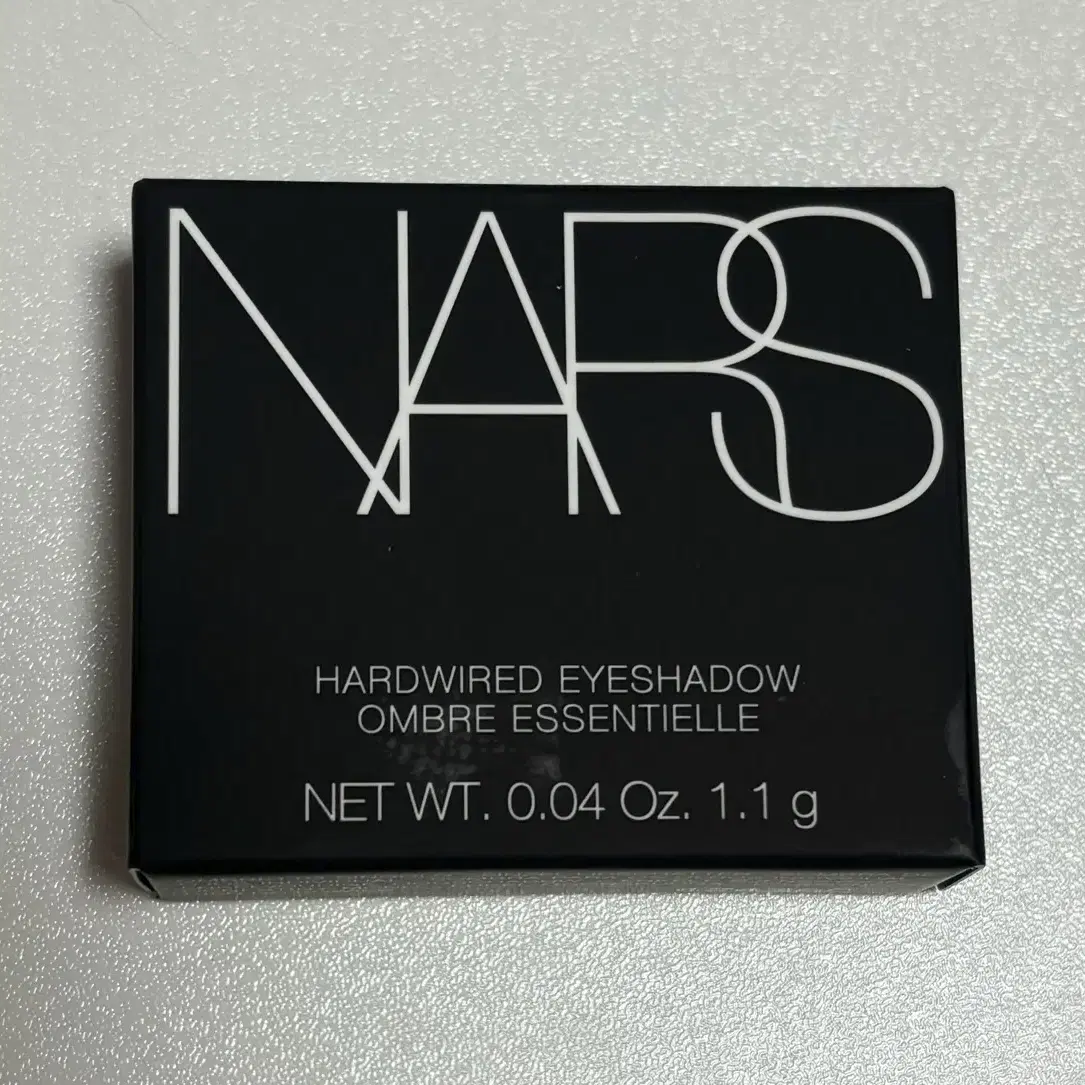 NARS
HARDWIRED EYESHADOW
OMBRE ESSENTIELLE
NET WT. 0.04 Oz. 1.1 g